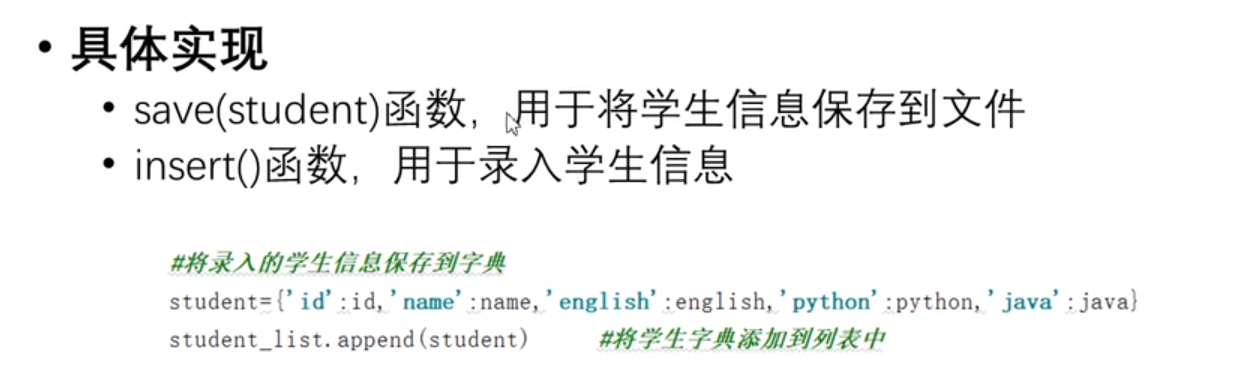 • 具体实现
• save(student)函数，用于将学生信息保存到文件
• insert()函数，用于录入学生信息
#将录入的学生信息保存到字典
student={'id':id,'name':name,'english':english,'python':python,'java':java}
student_list.append(student) #将学生字典添加到列表中